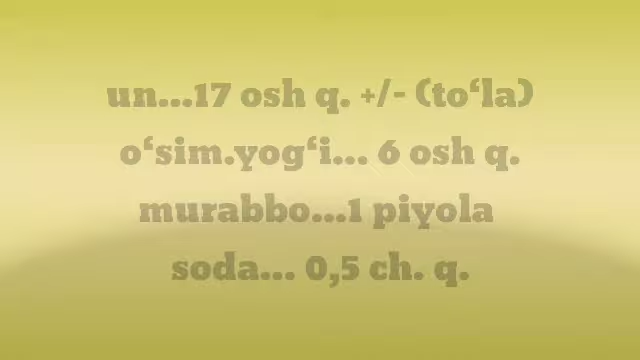 un...17 osh q. +/- (to‘la)
o‘sim.yog‘i... 6 osh q.
murabbo...1 piyola
soda... 0,5 ch. q.